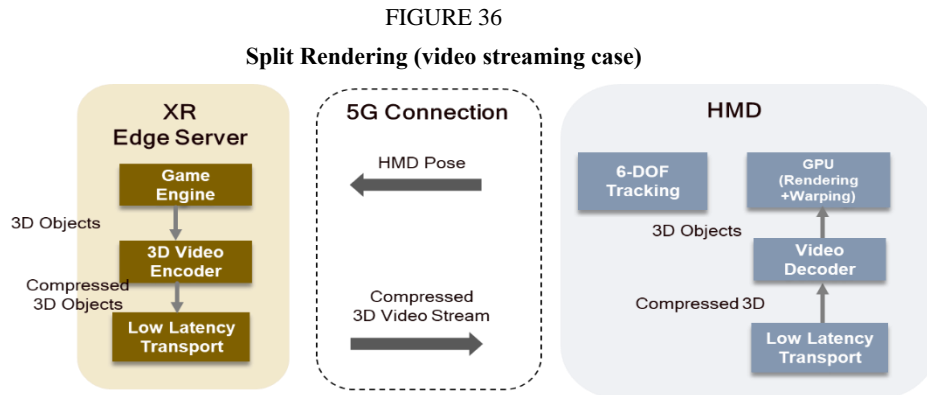 FIGURE 36
Split Rendering (video streaming case)
XR
Edge Server
Game
Engine
3D Objects
3D Video
Encoder
Compressed
3D Objects
Low Latency
Transport
5G Connection
HMD Pose
Compressed
3D Video Stream
HMD
6-DOF
Tracking
GPU
(Rendering
+Warping)
3D Objects
Video
Decoder
Compressed 3D
Low Latency
Transport